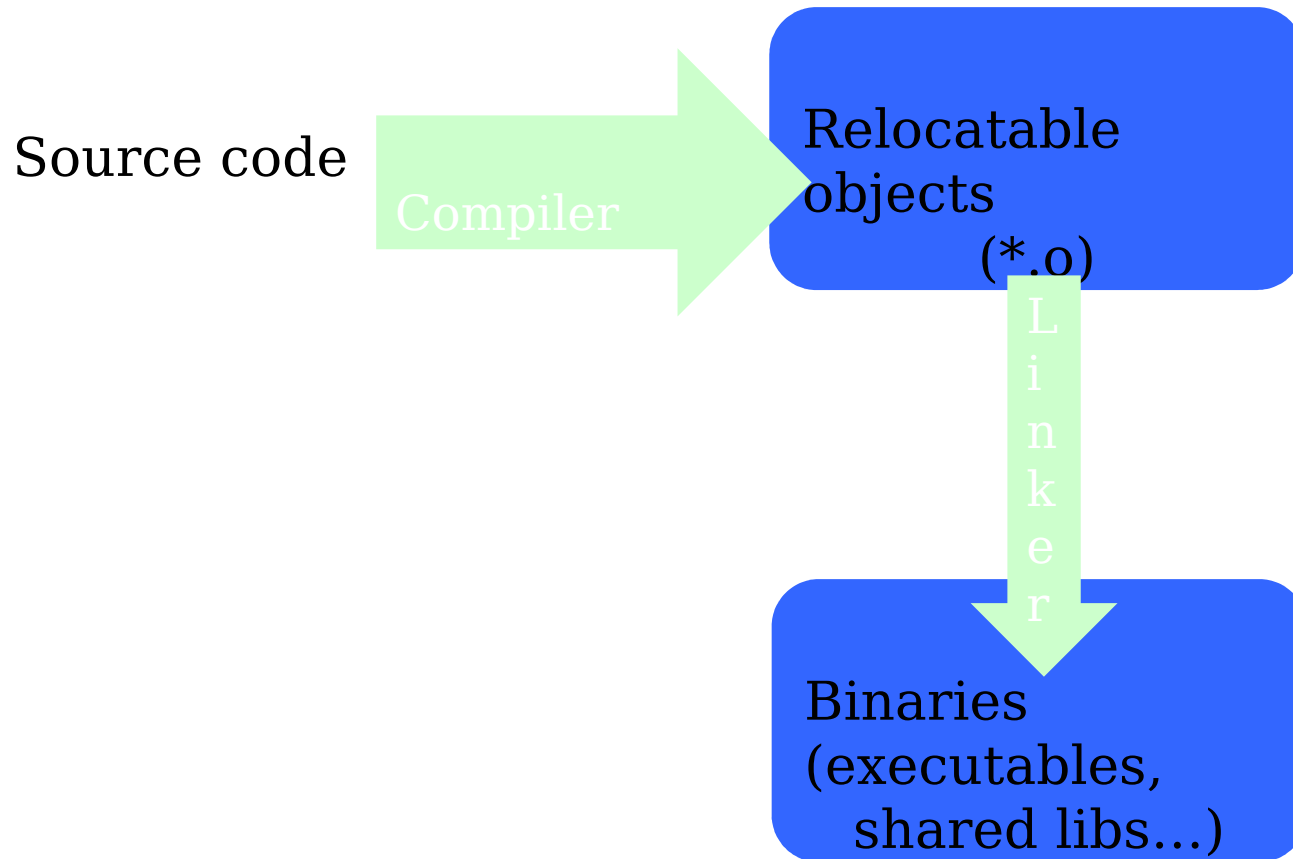 Source code
Compiler
Relocatable
objects
(*.o)
L
i
n
k
e
r
Binaries
(executables,
shared libs…)